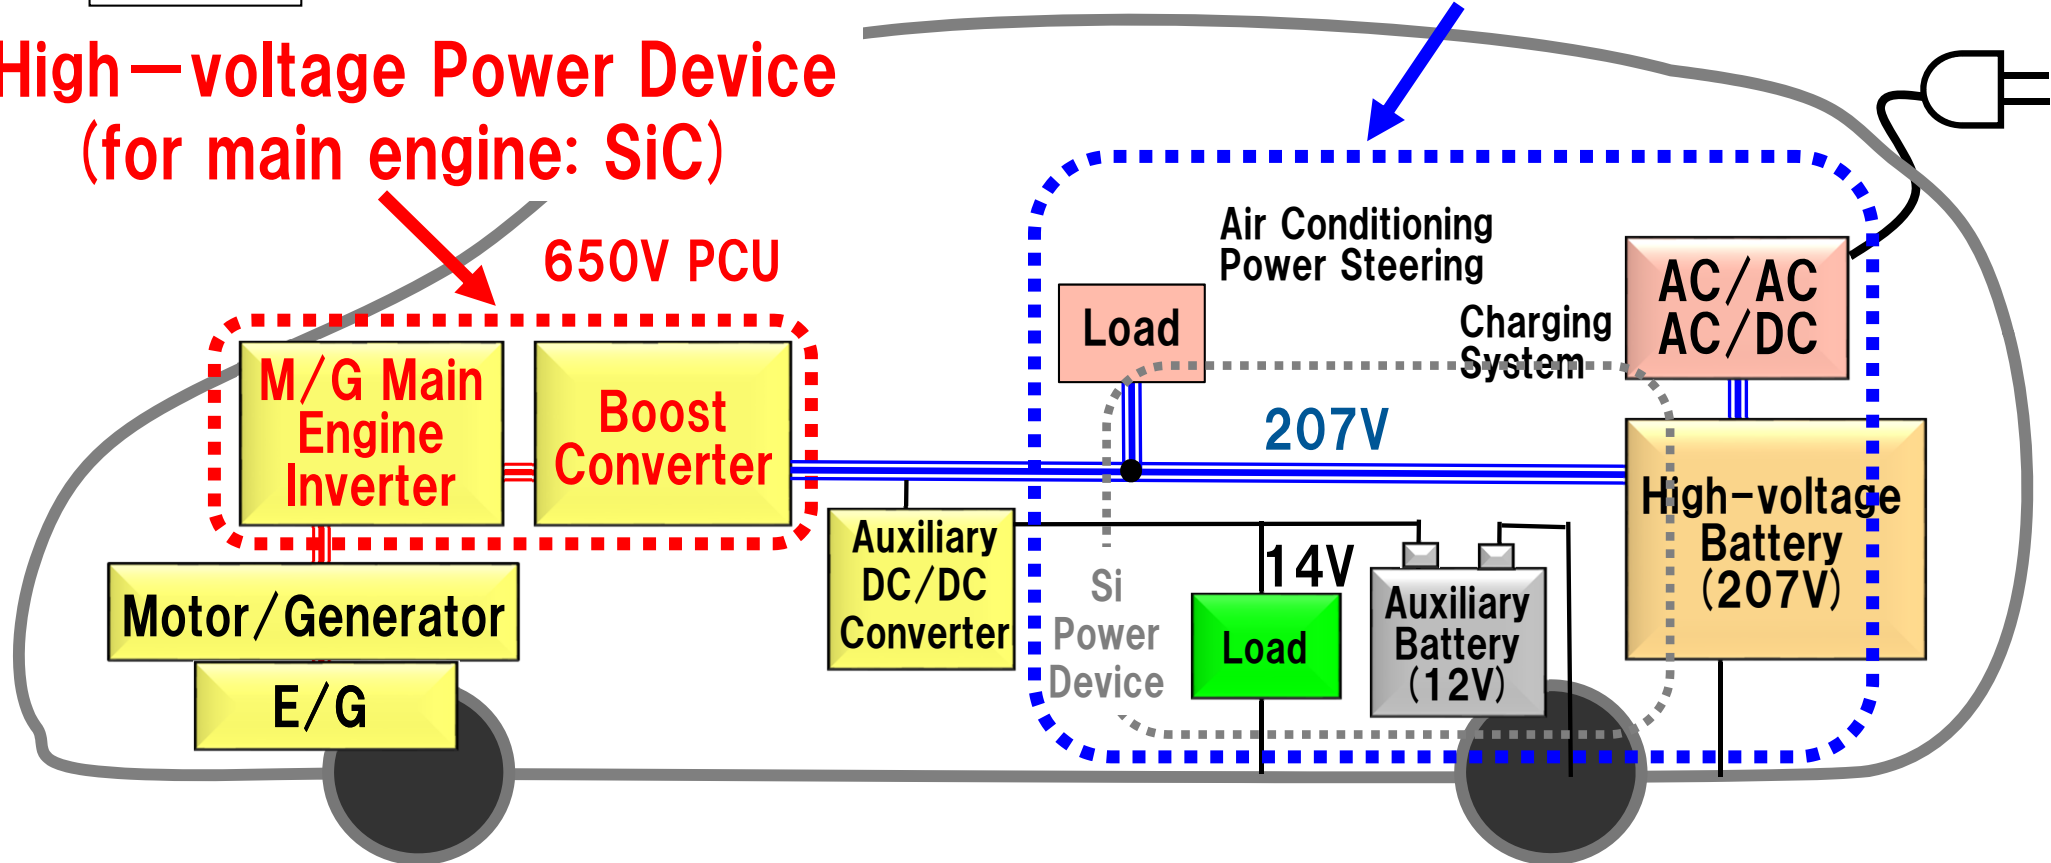 High－voltage Power Device
(for main engine: SiC)
650V PCU
M/G Main
Engine
Inverter
Boost
Converter
Motor/Generator
E/G
Auxiliary
DC/DC
Converter
Air Conditioning
Power Steering
Load
Charging
System
AC/AC
AC/DC
207V
High-voltage
Battery
(207V)
14V
Si
Power
Device
Load
Auxiliary
Battery
(12V)